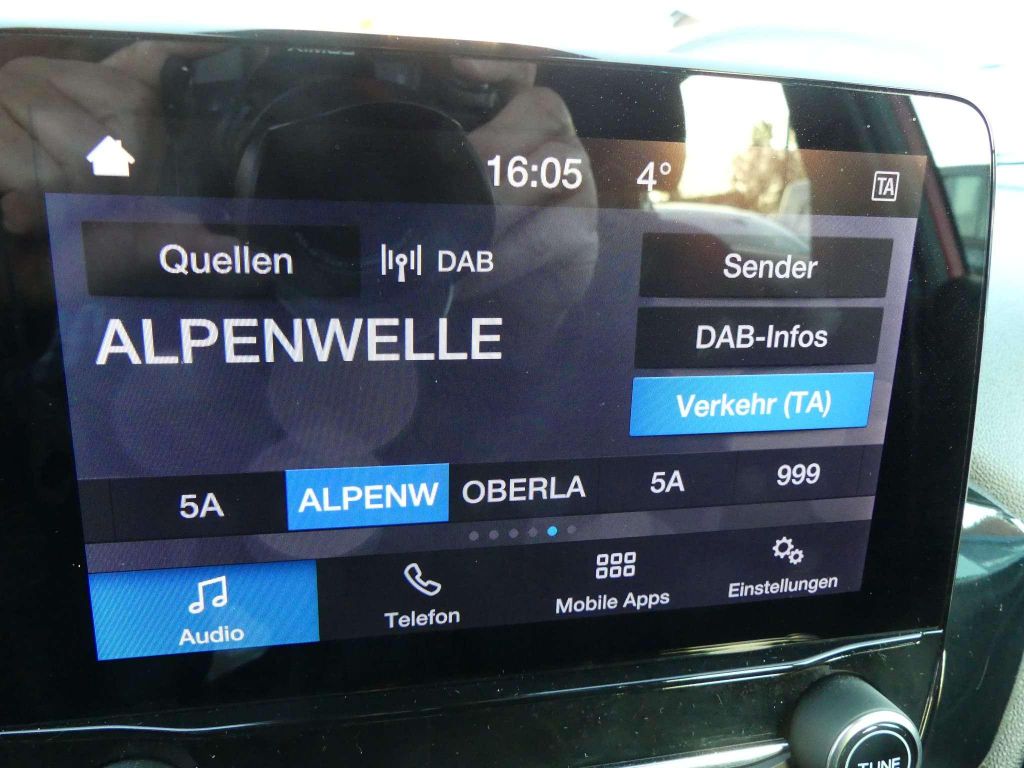 16:05 4° TA
Quellen DAB Sender
ALPENWELLE DAB-Infos
Verkehr (TA)
5A ALPENW OBERLA 5A 999
Audio Telefon Mobile Apps Einstellungen
TUNE